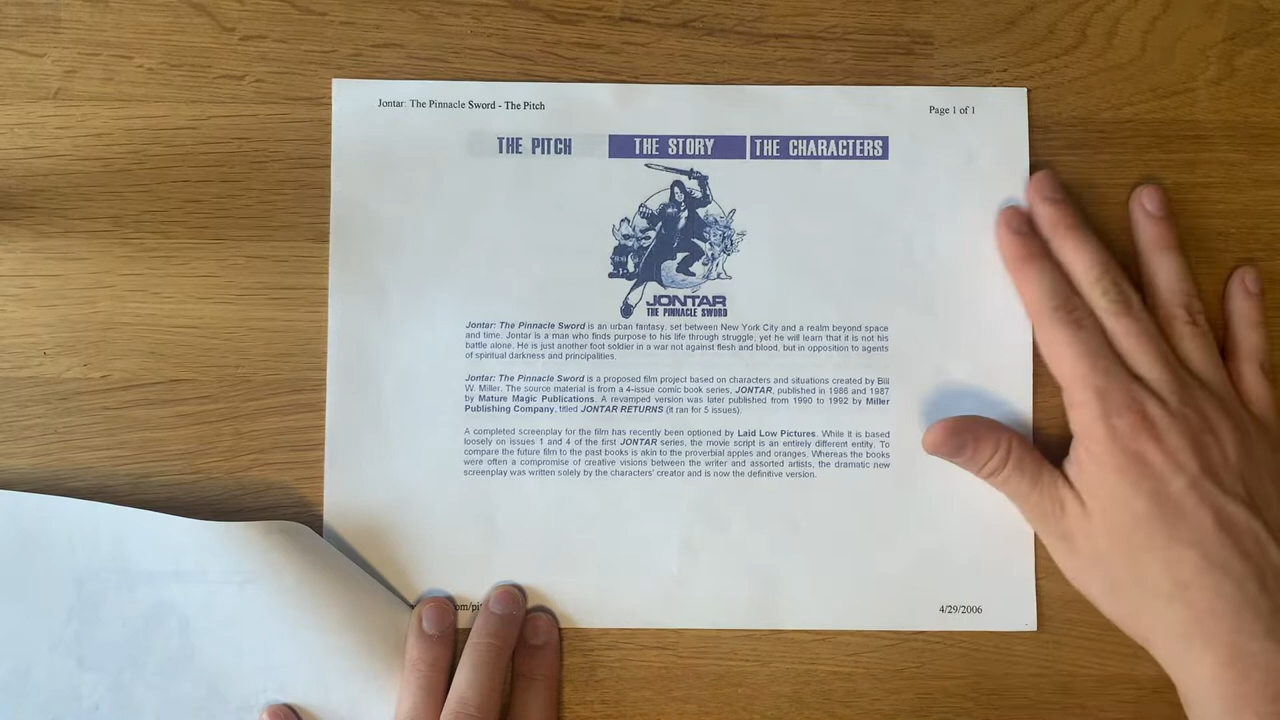 Jontar: The Pinnacle Sword - The Pitch
Page 1 of 1
THE PITCH THE STORY THE CHARACTERS
JONTAR
THE PINNACLE SWORD
Jontar: The Pinnacle Sword is an urban fantasy, set between New York City and a realm beyond space
and time. Jontar is a man who finds purpose to his life through struggle, yet he will learn that it is not his
battle alone. He is just another foot soldier in a war not against flesh and blood, but in opposition to agents
of spiritual darkness and principalities.
Jontar: The Pinnacle Sword is a proposed film project based on characters and situations created by Bill
W. Miller. The source material is from a 4-issue comic book series, JONTAR, published in 1986 and 1987
by Mature Magic Publications. A revamped version was later published from 1990 to 1992 by Miller
Publishing Company, titled JONTAR RETURNS (it ran for 5 issues).
A completed screenplay for the film has recently been optioned by Laid Low Pictures. While it is based
loosely on issues 1 and 4 of the first JONTAR series, the movie script is an entirely different entity. To
compare the future film to the past books is akin to the proverbial apples and oranges. Whereas the books
were often a compromise of creative visions between the writer and assorted artists, the dramatic new
screenplay was written solely by the characters' creator and is now the definitive version.
om/pit
4/29/2006